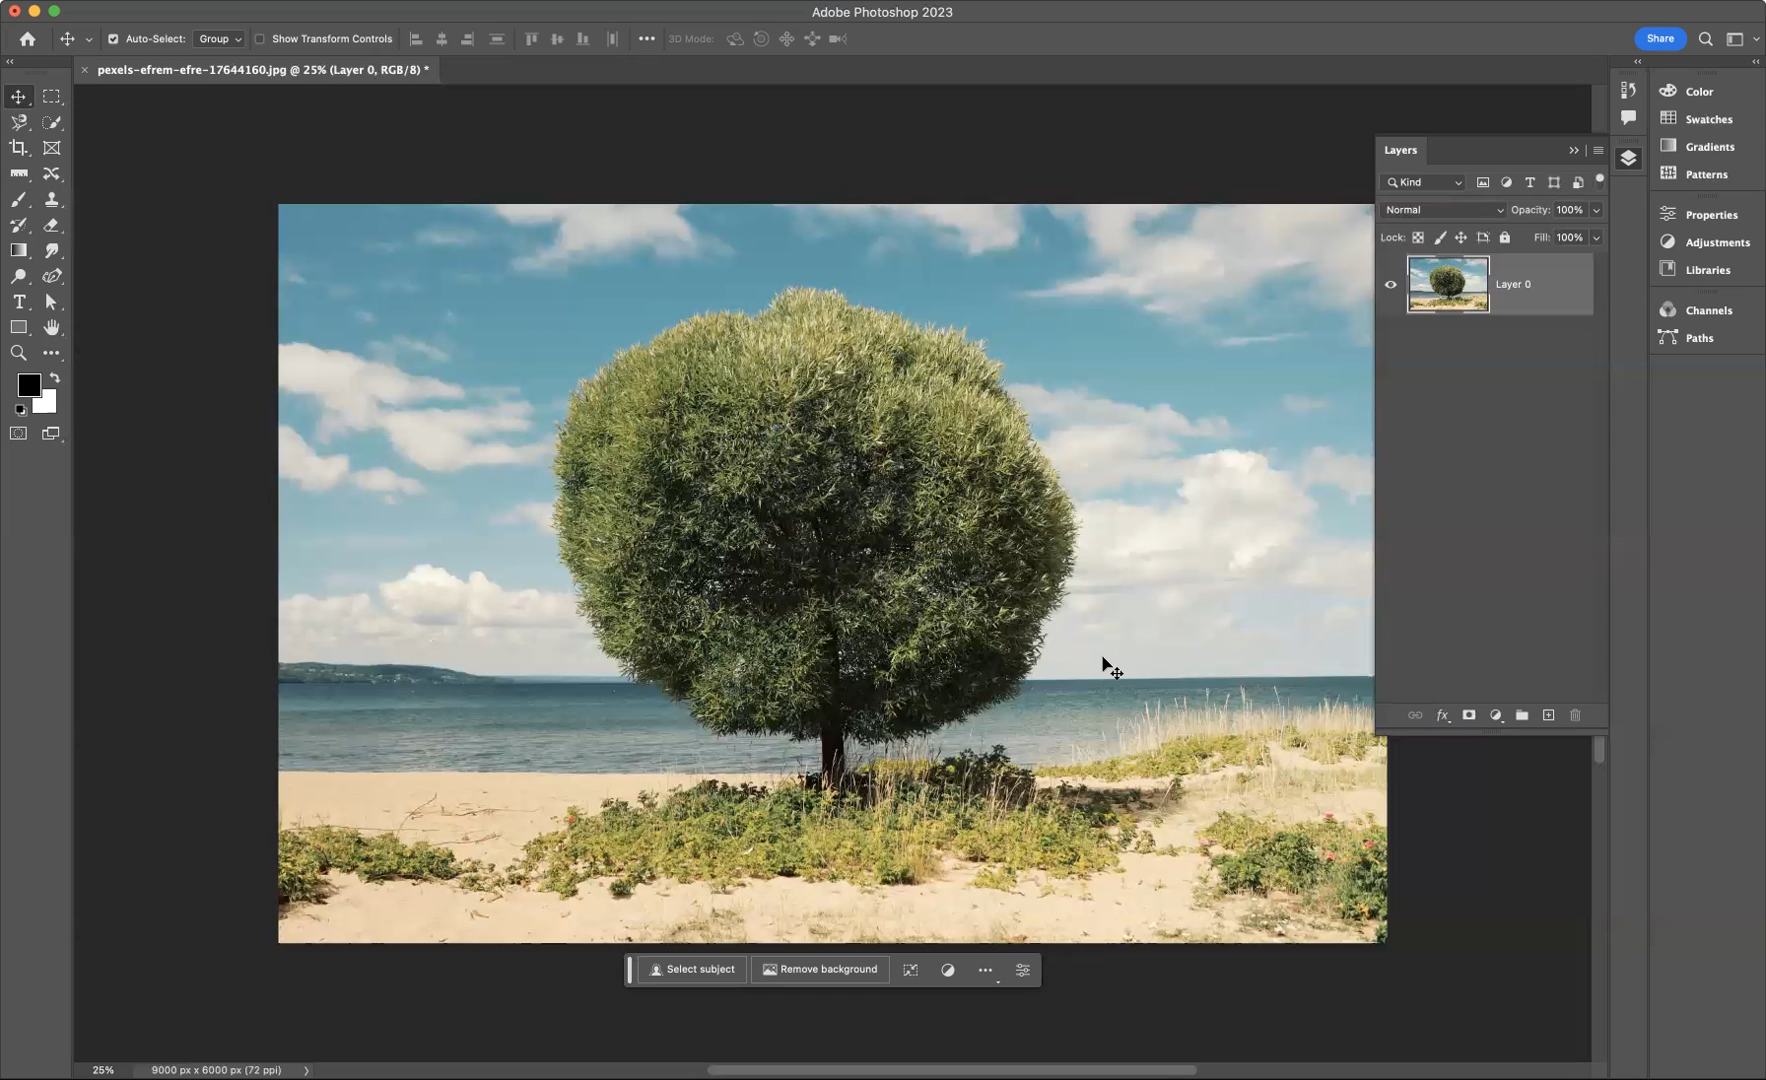 Adobe Photoshop 2023
Auto-Select: Group Show Transform Controls 3D Mode: Share
pexels-efrem-efre-17644160.jpg @ 25% (Layer 0, RGB/8) *
Layers
Kind
Normal Opacity: 100%
Lock: Fill: 100%
Layer 0
Color
Swatches
Gradients
Patterns
Properties
Adjustments
Libraries
Channels
Paths
Select subject Remove background
25% 9000 px x 6000 px (72 ppi)